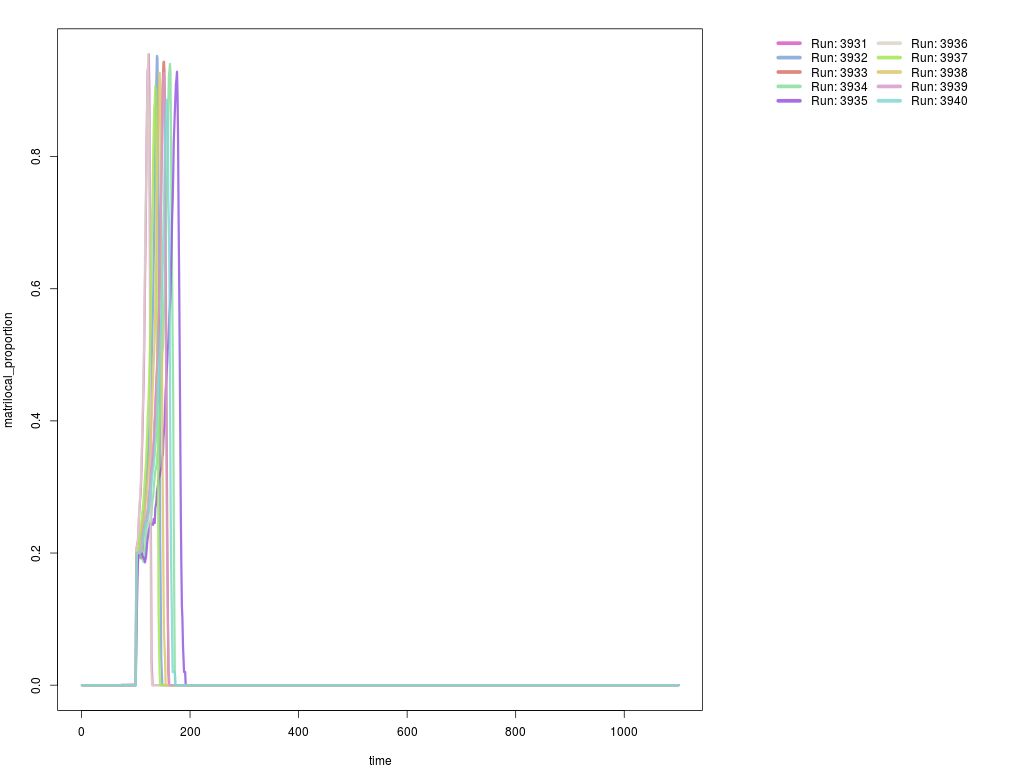 Run: 3931
Run: 3932
Run: 3933
Run: 3934
Run: 3935
Run: 3936
Run: 3937
Run: 3938
Run: 3939
Run: 3940
matrilocal_proportion
0.8
0.6
0.4
0.2
0.0
0 200 400 600 800 1000
time